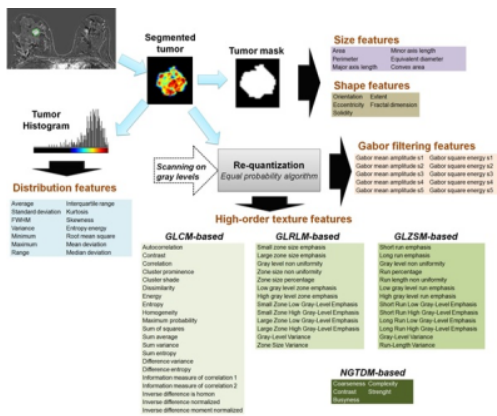 Segmented
tumor
Tumor mask
Size features
Area
Perimeter
Major axis length
Minor axis length
Equivalent diameter
Convex area
Shape features
Orientation
Eccentricity
Solidity
Extent
Fractal dimension
Tumor
Histogram
Scanning on
gray levels
Re-quantization
Equal probability algorithm
Gabor filtering features
Gabor mean amplitude s1
Gabor mean amplitude s2
Gabor mean amplitude s3
Gabor mean amplitude s4
Gabor mean amplitude s5
Gabor square energy s1
Gabor square energy s2
Gabor square energy s3
Gabor square energy s4
Gabor square energy s5
Distribution features
Average
Standard deviation
FWHM
Variance
Minimum
Maximum
Range
Interquartile range
Kurtosis
Skewness
Entropy energy
Root mean square
Mean deviation
Median deviation
High-order texture features
GLCM-based
Autocorrelation
Contrast
Correlation
Cluster prominence
Cluster shade
Dissimilarity
Energy
Entropy
Homogeneity
Maximum probability
Sum of squares
Sum average
Sum variance
Sum entropy
Difference variance
Difference entropy
Information measure of correlation 1
Information measure of correlation 2
Inverse difference is homon
Inverse difference normalized
Inverse difference moment normalized
GLRLM-based
Small zone size emphasis
Large zone size emphasis
Gray level non uniformity
Zone size non uniformity
Zone size percentage
Low gray level zone emphasis
High gray level zone emphasis
Small Zone Low Gray-Level Emphasis
Small Zone High Gray-Level Emphasis
Large Zone Low Gray-Level Emphasis
Large Zone High Gray-Level Emphasis
Gray-Level Variance
Zone Size Variance
GLZSM-based
Short run emphasis
Long run emphasis
Gray level non uniformity
Run percentage
Run length non uniformity
Low gray level run emphasis
High gray level run emphasis
Short Run Low Gray-Level Emphasis
Short Run High Gray-Level Emphasis
Long Run Low Gray-Level Emphasis
Long Run High Gray-Level Emphasis
Gray-Level Variance
Run-Length Variance
NGTDM-based
Coarseness
Contrast
Busyness
Complexity
Strenght